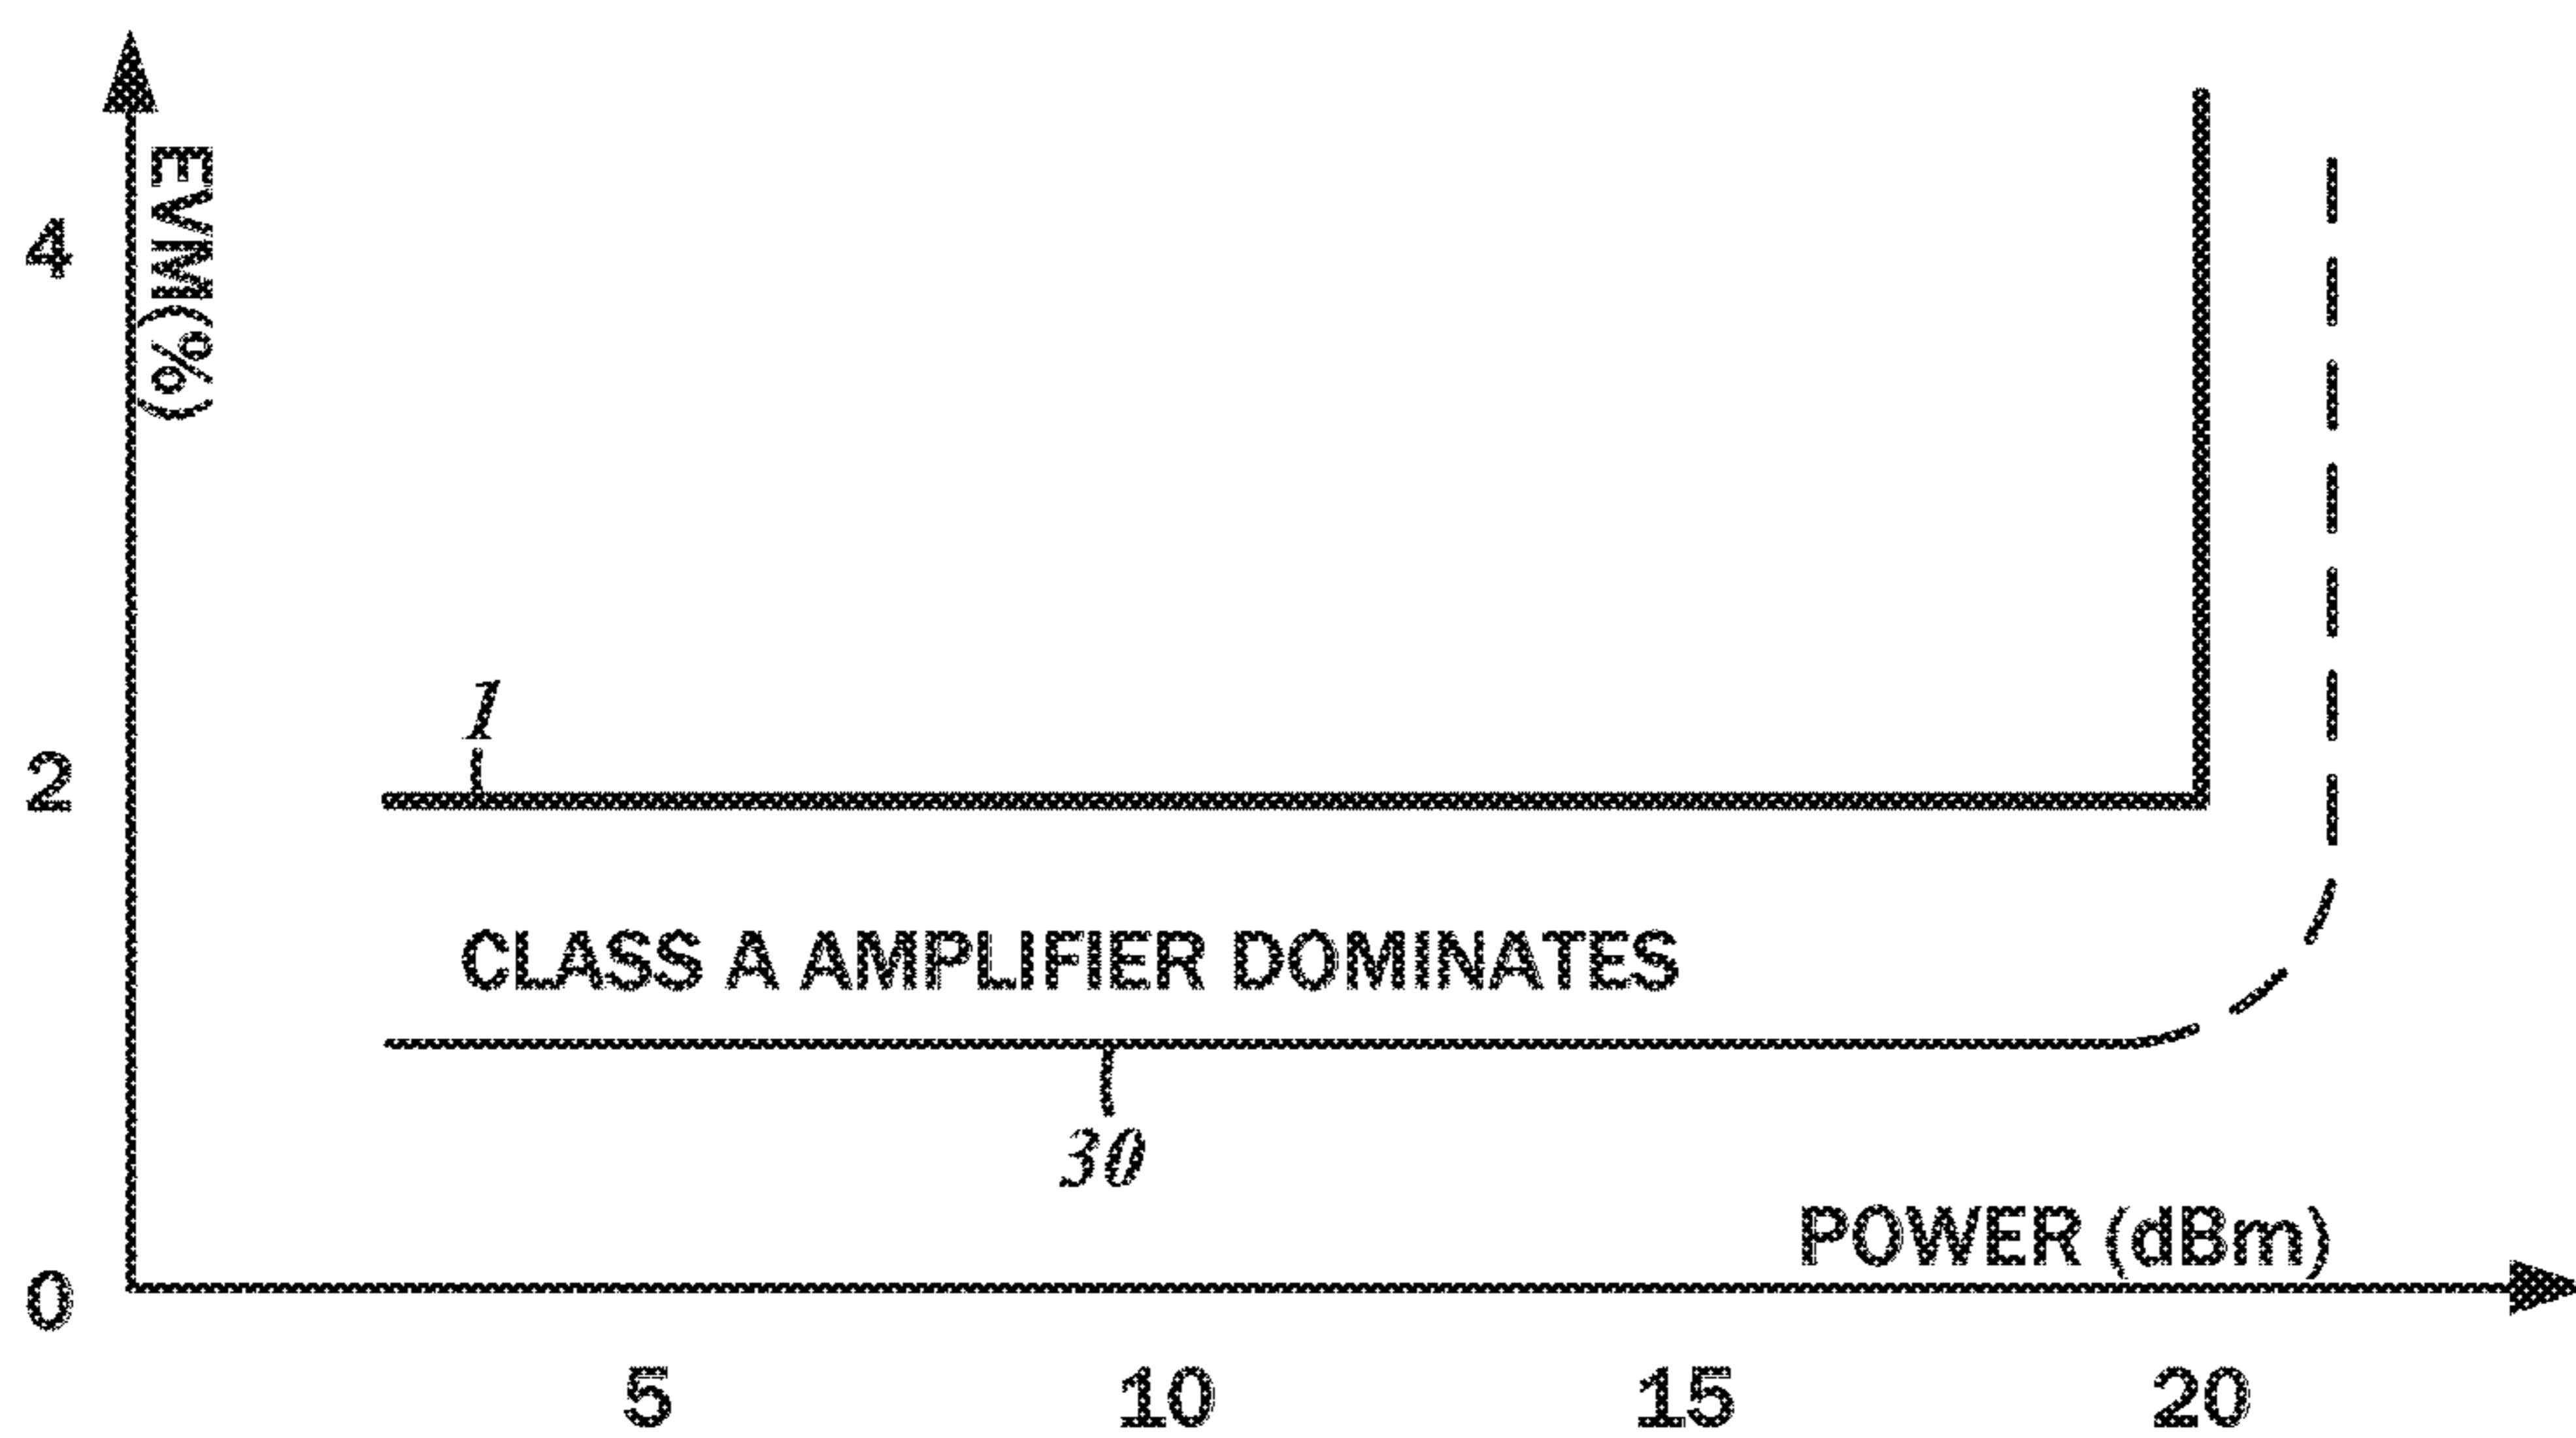 EVM(%)
4
1
2
CLASS A AMPLIFIER DOMINATES
30
POWER (dBm)
0
5 10 15 20